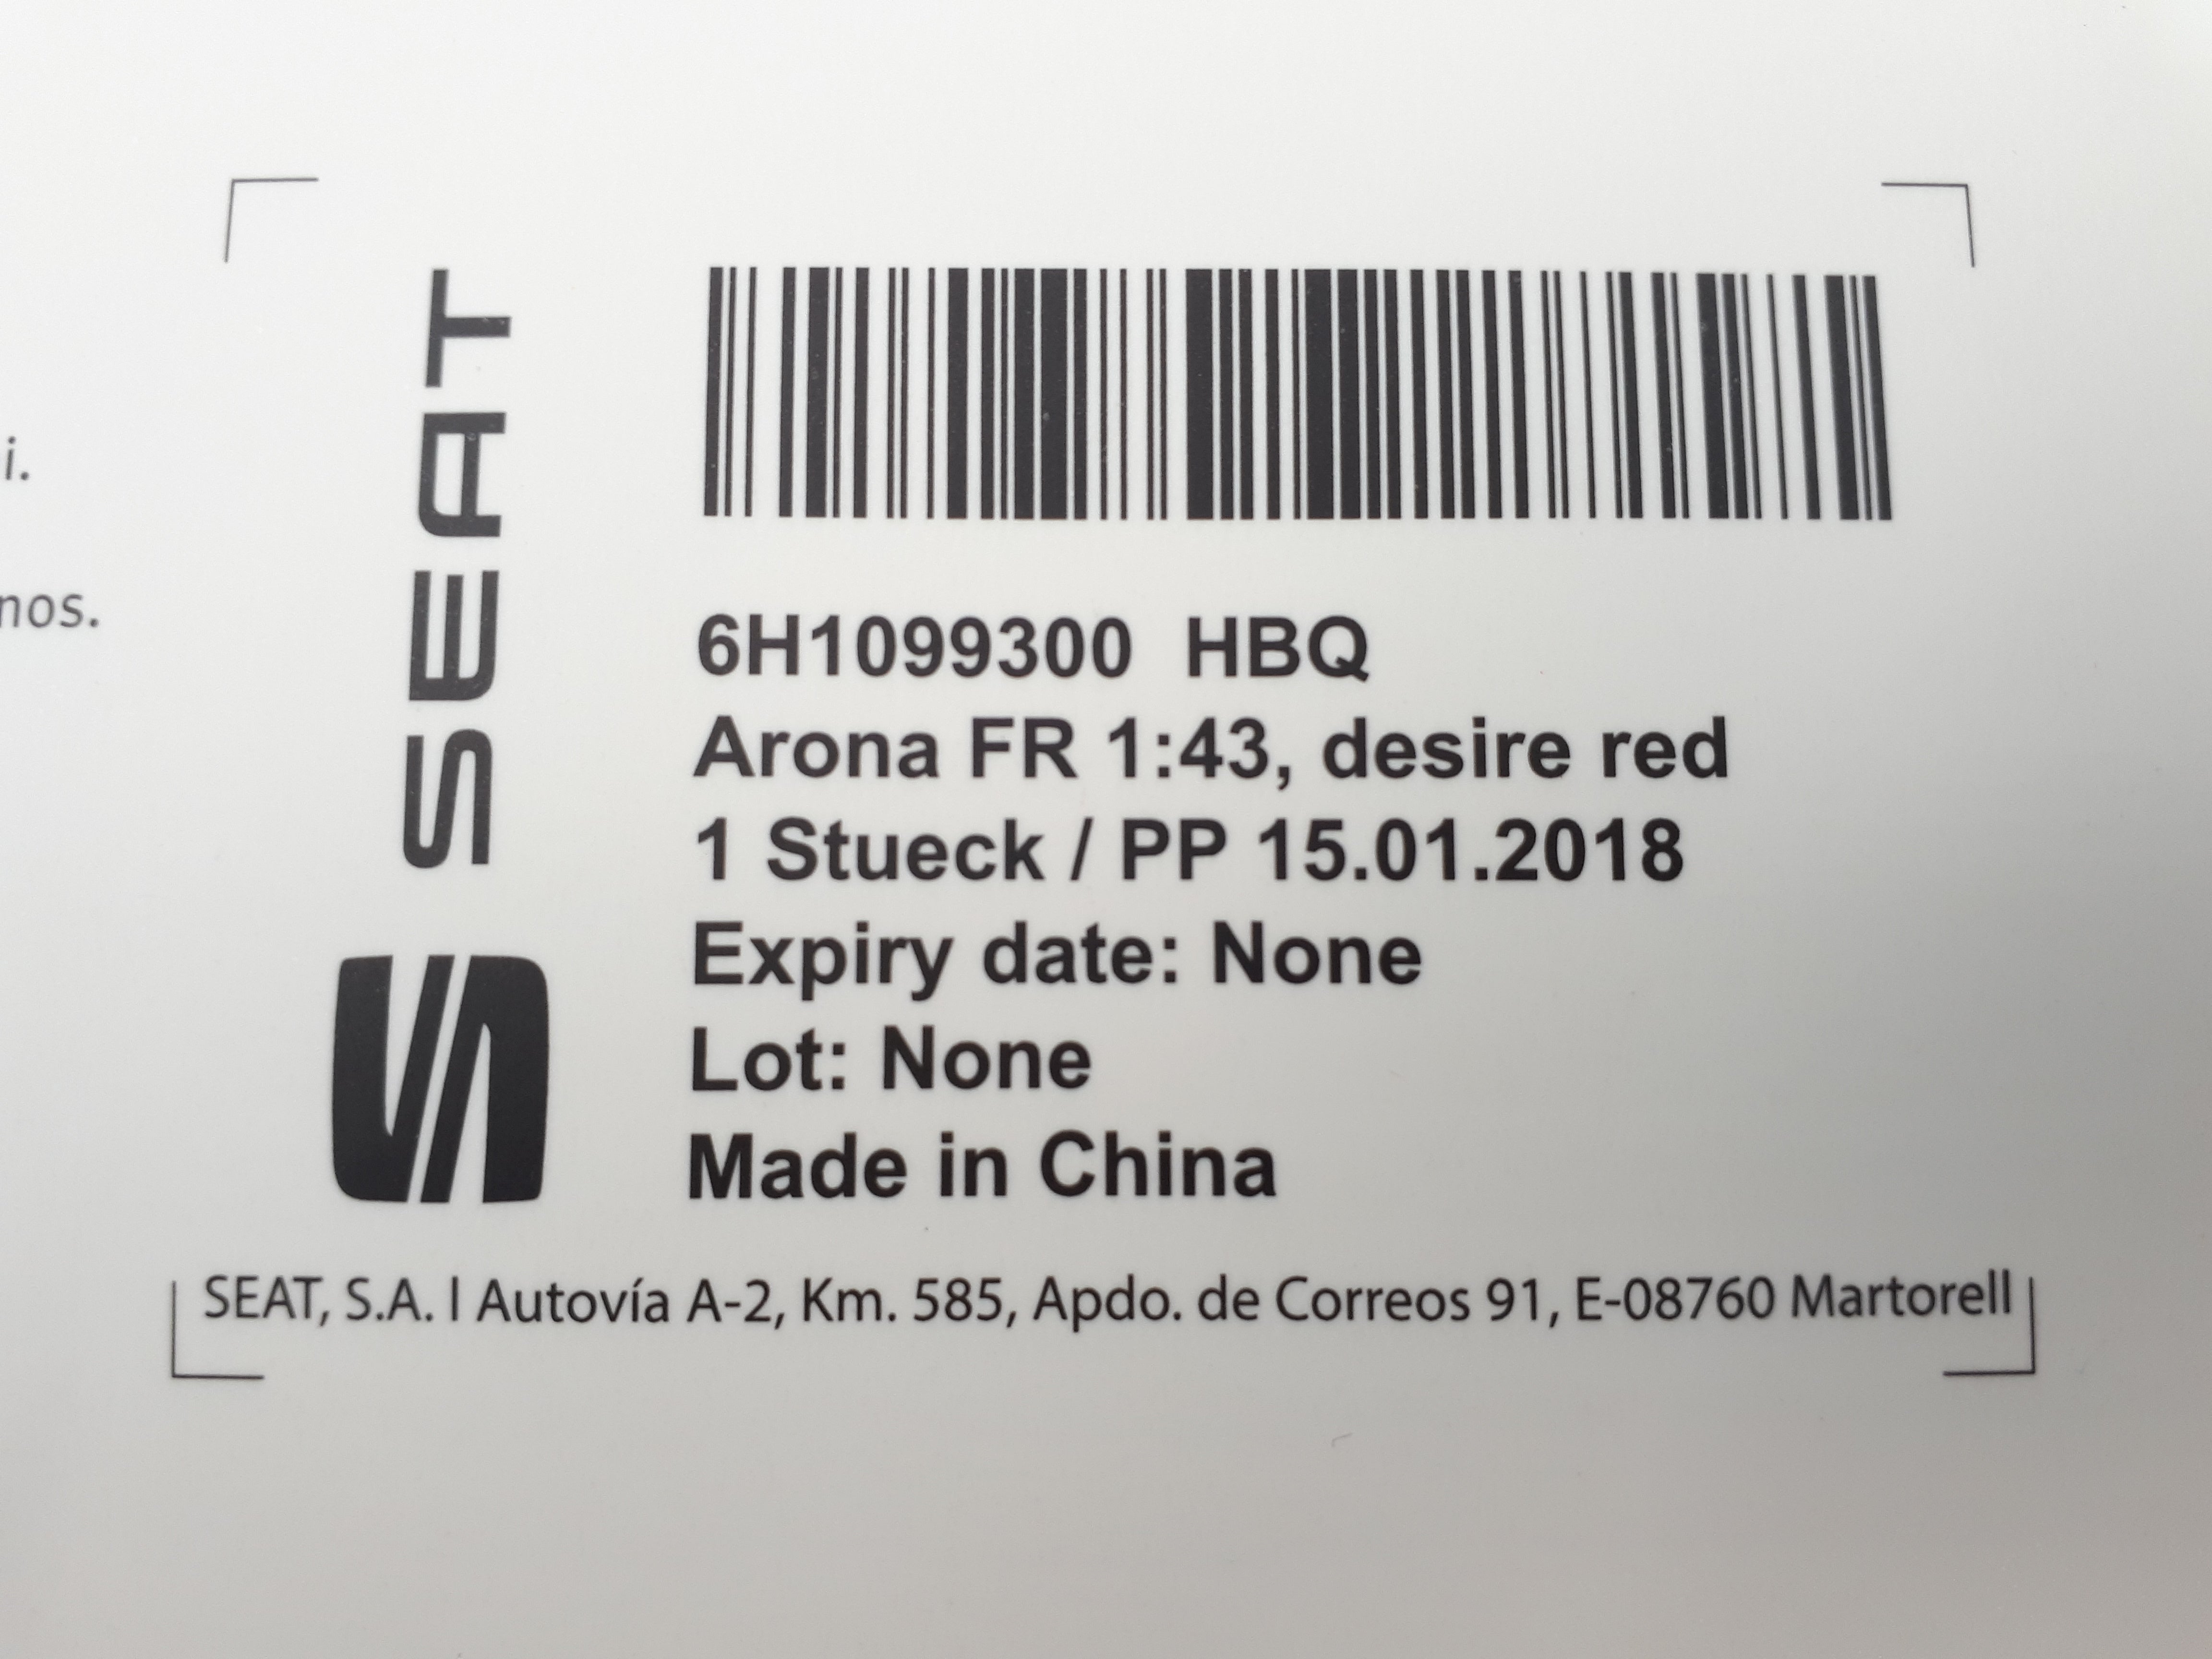 i.
nos.
SEAT
6H1099300 HBQ
Arona FR 1:43, desire red
1 Stueck / PP 15.01.2018
Expiry date: None
Lot: None
Made in China
SEAT, S.A. I Autovía A-2, Km. 585, Apdo. de Correos 91, E-08760 Martorell